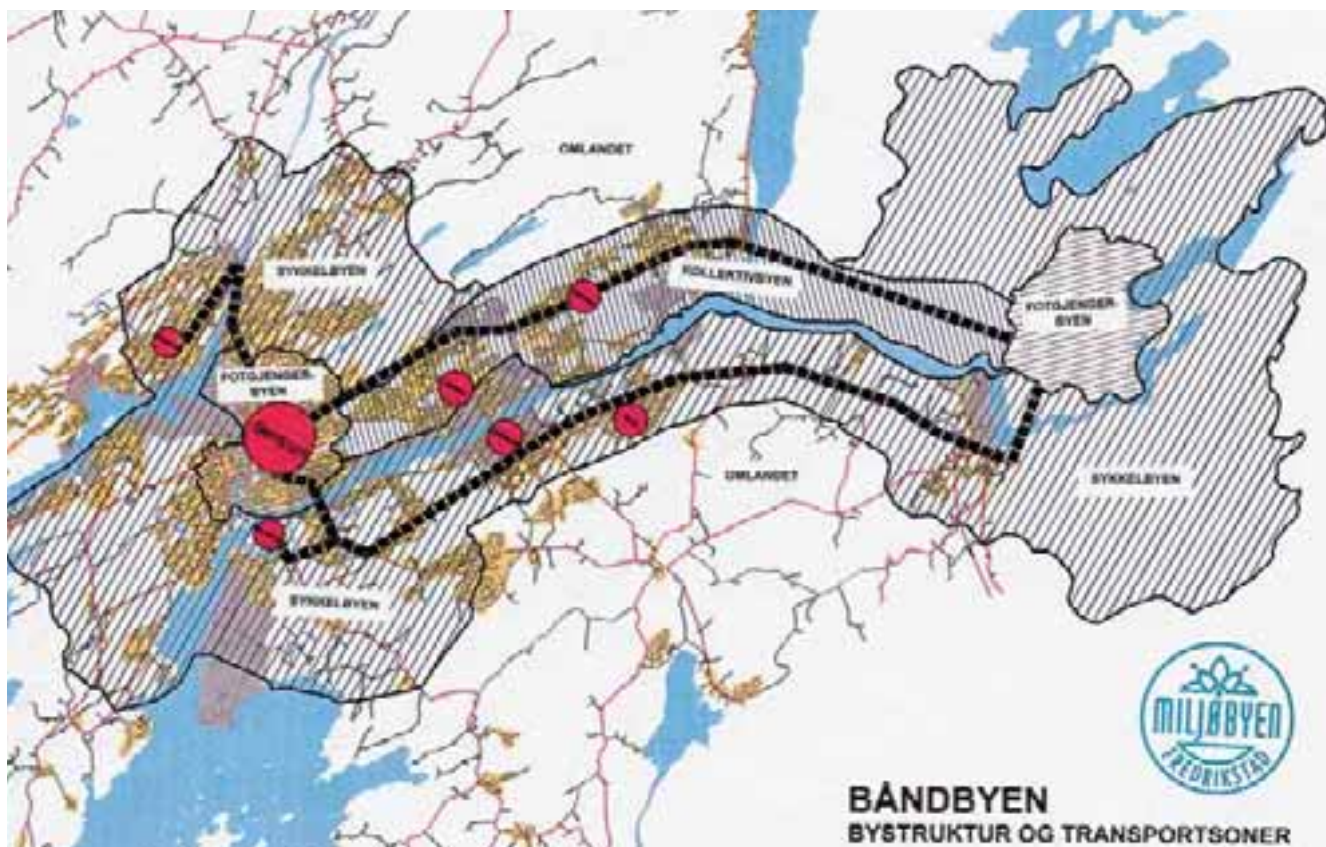 OMLANDET
SYKKELBYEN
KOLLEKTIVBYEN
FOTGJENGER-
BYEN
FOTGJENGER-
BYEN
OMLANDET
SYKKELBYEN
SYKKELBYEN
MILJØBYEN
FREDRIKSTAD
BÅNDBYEN
BYSTRUKTUR OG TRANSPORTSONER